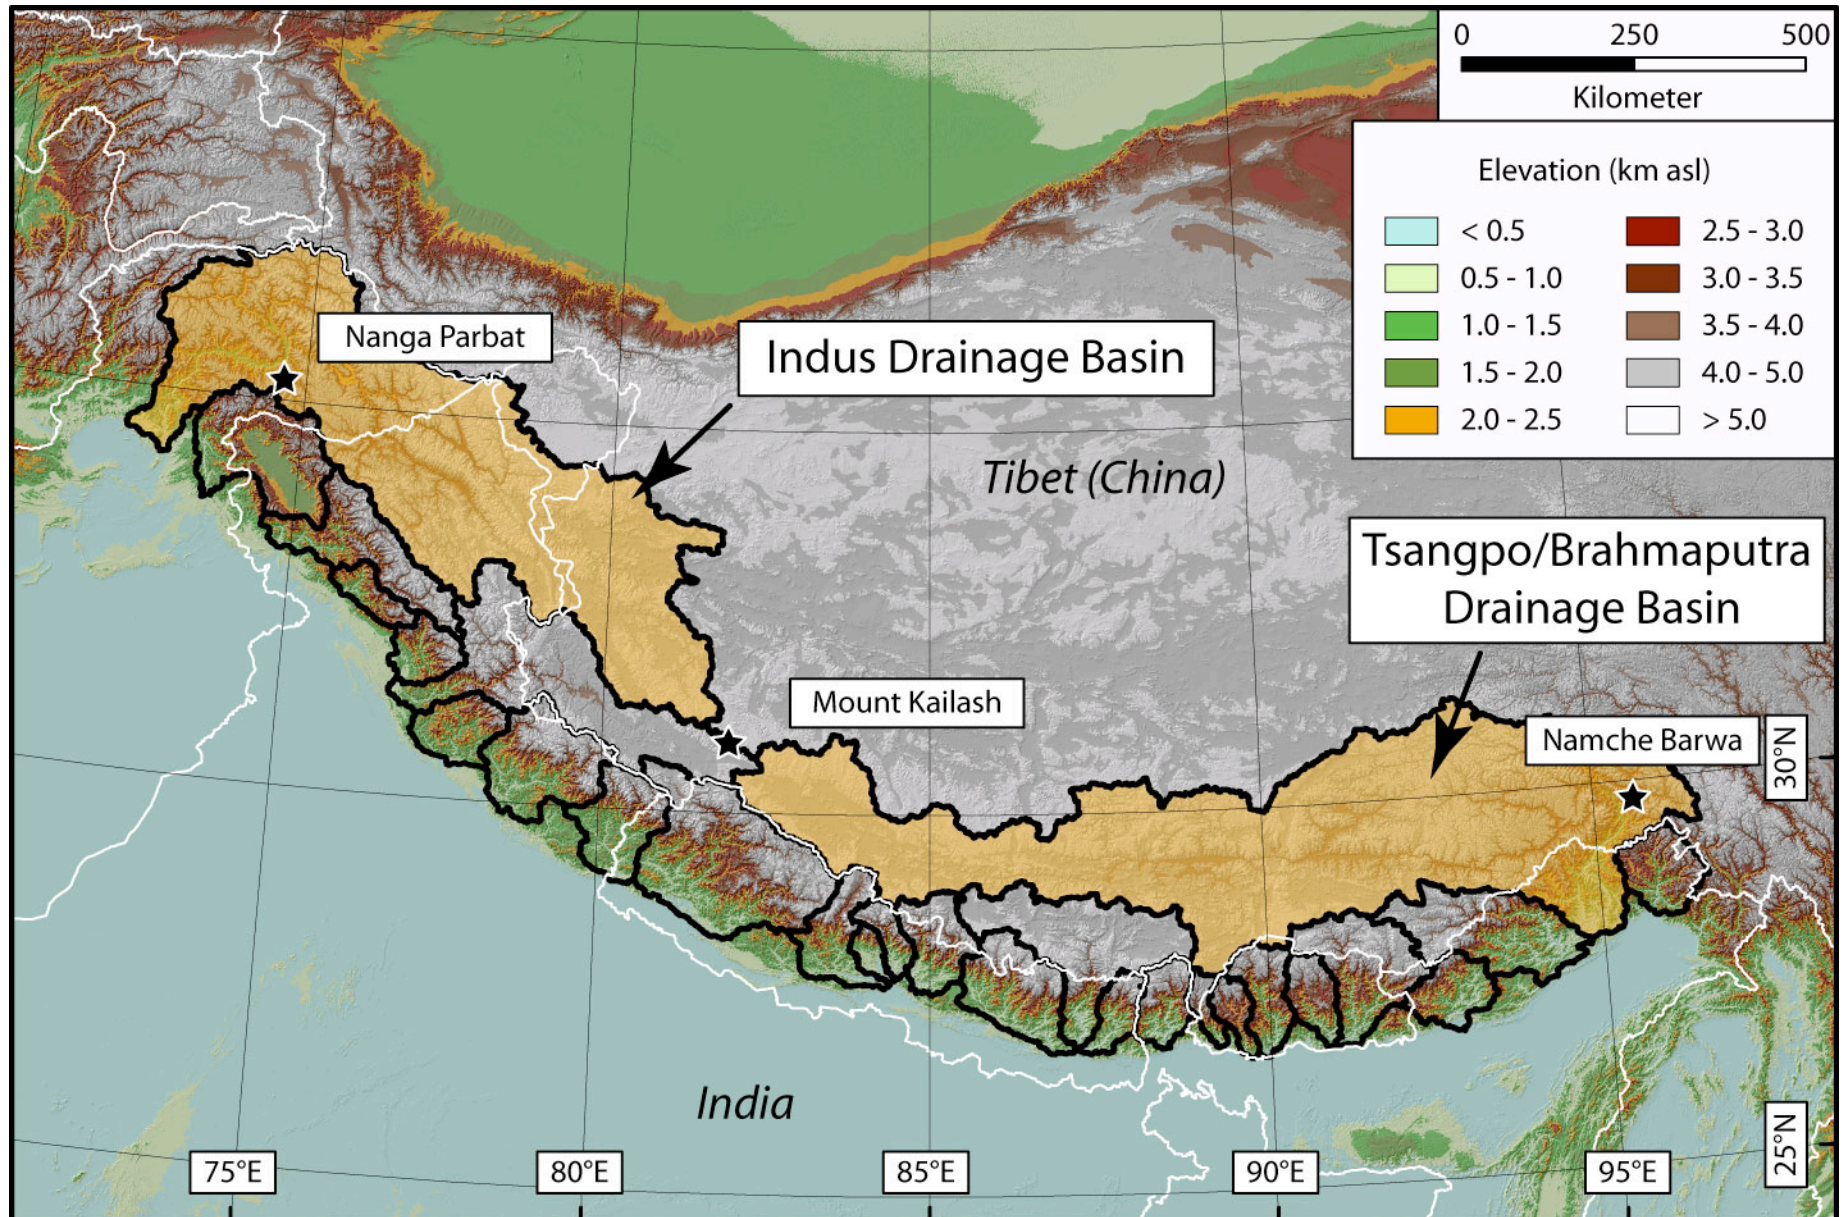 0 250 500
Kilometer
Elevation (km asl)
< 0.5
0.5 - 1.0
1.0 - 1.5
1.5 - 2.0
2.0 - 2.5
2.5 - 3.0
3.0 - 3.5
3.5 - 4.0
4.0 - 5.0
> 5.0
Nanga Parbat
Indus Drainage Basin
Tibet (China)
Tsangpo/Brahmaputra
Drainage Basin
Mount Kailash
Namche Barwa
30°N
India
25°N
75°E
80°E
85°E
90°E
95°E